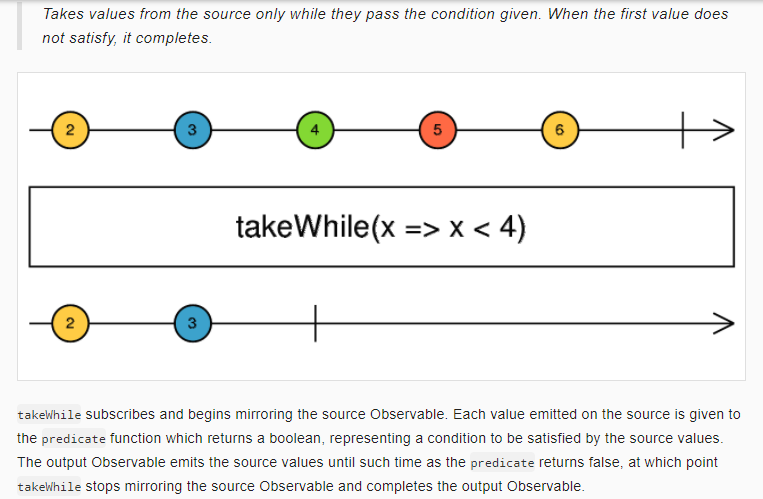 Takes values from the source only while they pass the condition given. When the first value does
not satisfy, it completes.
2 3 4 5 6
takeWhile(x => x < 4)
2 3
takeWhile subscribes and begins mirroring the source Observable. Each value emitted on the source is given to
the predicate function which returns a boolean, representing a condition to be satisfied by the source values.
The output Observable emits the source values until such time as the predicate returns false, at which point
takeWhile stops mirroring the source Observable and completes the output Observable.